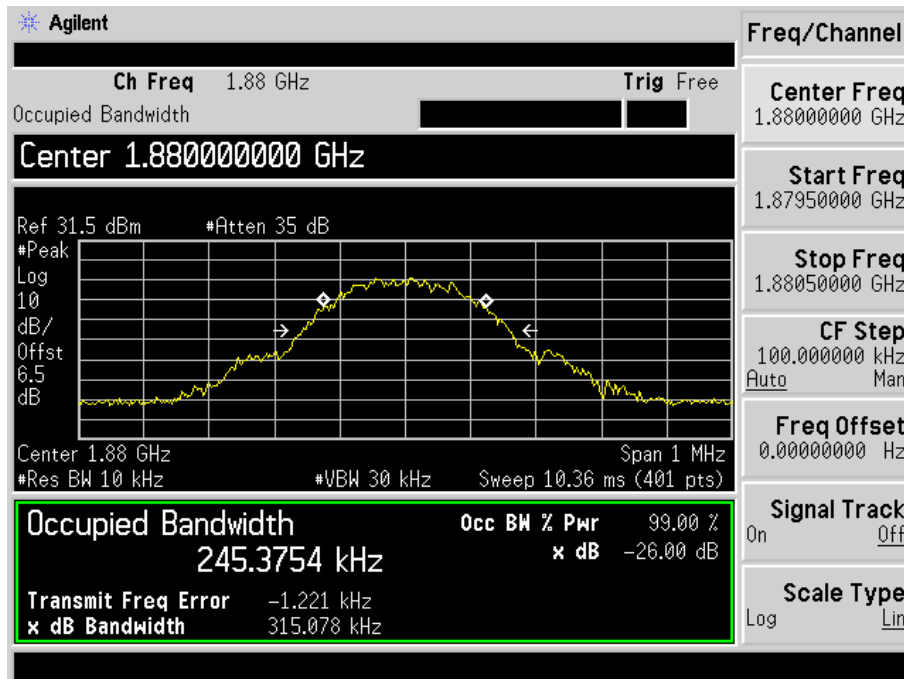 Agilent
Freq/Channel
Ch Freq 1.88 GHz Trig Free
Occupied Bandwidth
Center 1.880000000 GHz
Ref 31.5 dBm #Atten 35 dB
#Peak
Log
10
dB/
Offst
6.5
dB
Center 1.88 GHz Span 1 MHz
#Res BW 10 kHz #VBW 30 kHz Sweep 10.36 ms (401 pts)
Occupied Bandwidth Occ BW % Pwr 99.00 %
245.3754 kHz x dB -26.00 dB
Transmit Freq Error -1.221 kHz
x dB Bandwidth 315.078 kHz
Center Freq
1.88000000 GHz
Start Freq
1.87950000 GHz
Stop Freq
1.88050000 GHz
CF Step
100.000000 kHz
Auto Man
Freq Offset
0.00000000 Hz
Signal Track
On Off
Scale Type
Log Lin